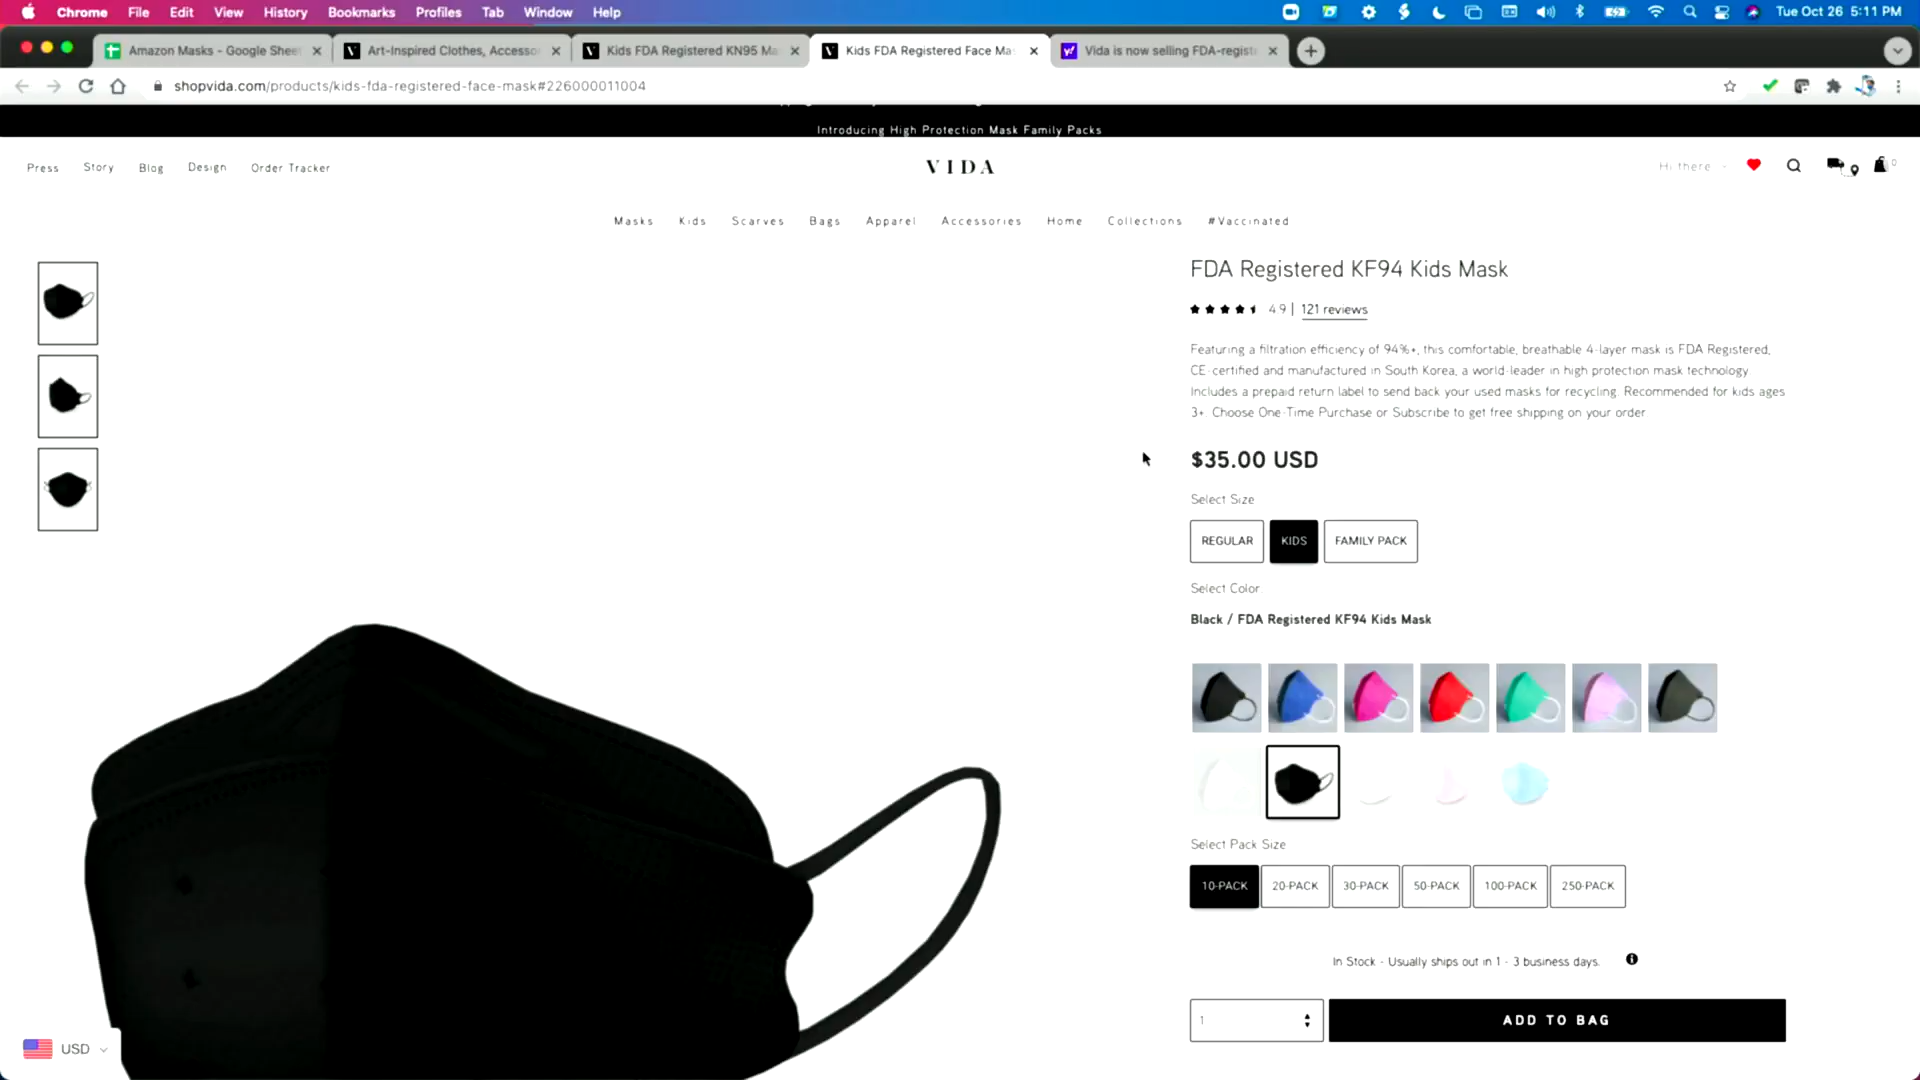 Chrome File Edit View History Bookmarks Profiles Tab Window Help Tue Oct 26 5:11 PM
Amazon Masks - Google Shee
Art-Inspired Clothes, Accesso
Kids FDA Registered KN95 Ma
Kids FDA Registered Face Ma
Vida is now selling FDA-regist
shopvida.com/products/kids-fda-registered-face-mask#226000011004
Introducing High Protection Mask Family Packs
Press Story Blog Design Order Tracker
VIDA
Hi there
0
Masks Kids Scarves Bags Apparel Accessories Home Collections #Vaccinated
FDA Registered KF94 Kids Mask
4.9 | 121 reviews
Featuring a filtration efficiency of 94%+, this comfortable, breathable 4-layer mask is FDA Registered,
CE-certified and manufactured in South Korea, a world-leader in high protection mask technology.
Includes a prepaid return label to send back your used masks for recycling. Recommended for kids ages
3+. Choose One-Time Purchase or Subscribe to get free shipping on your order.
$35.00 USD
Select Size
REGULAR KIDS FAMILY PACK
Select Color
Black / FDA Registered KF94 Kids Mask
Select Pack Size
10-PACK 20-PACK 30-PACK 50-PACK 100-PACK 250-PACK
In Stock - Usually ships out in 1 - 3 business days.
1
ADD TO BAG
USD